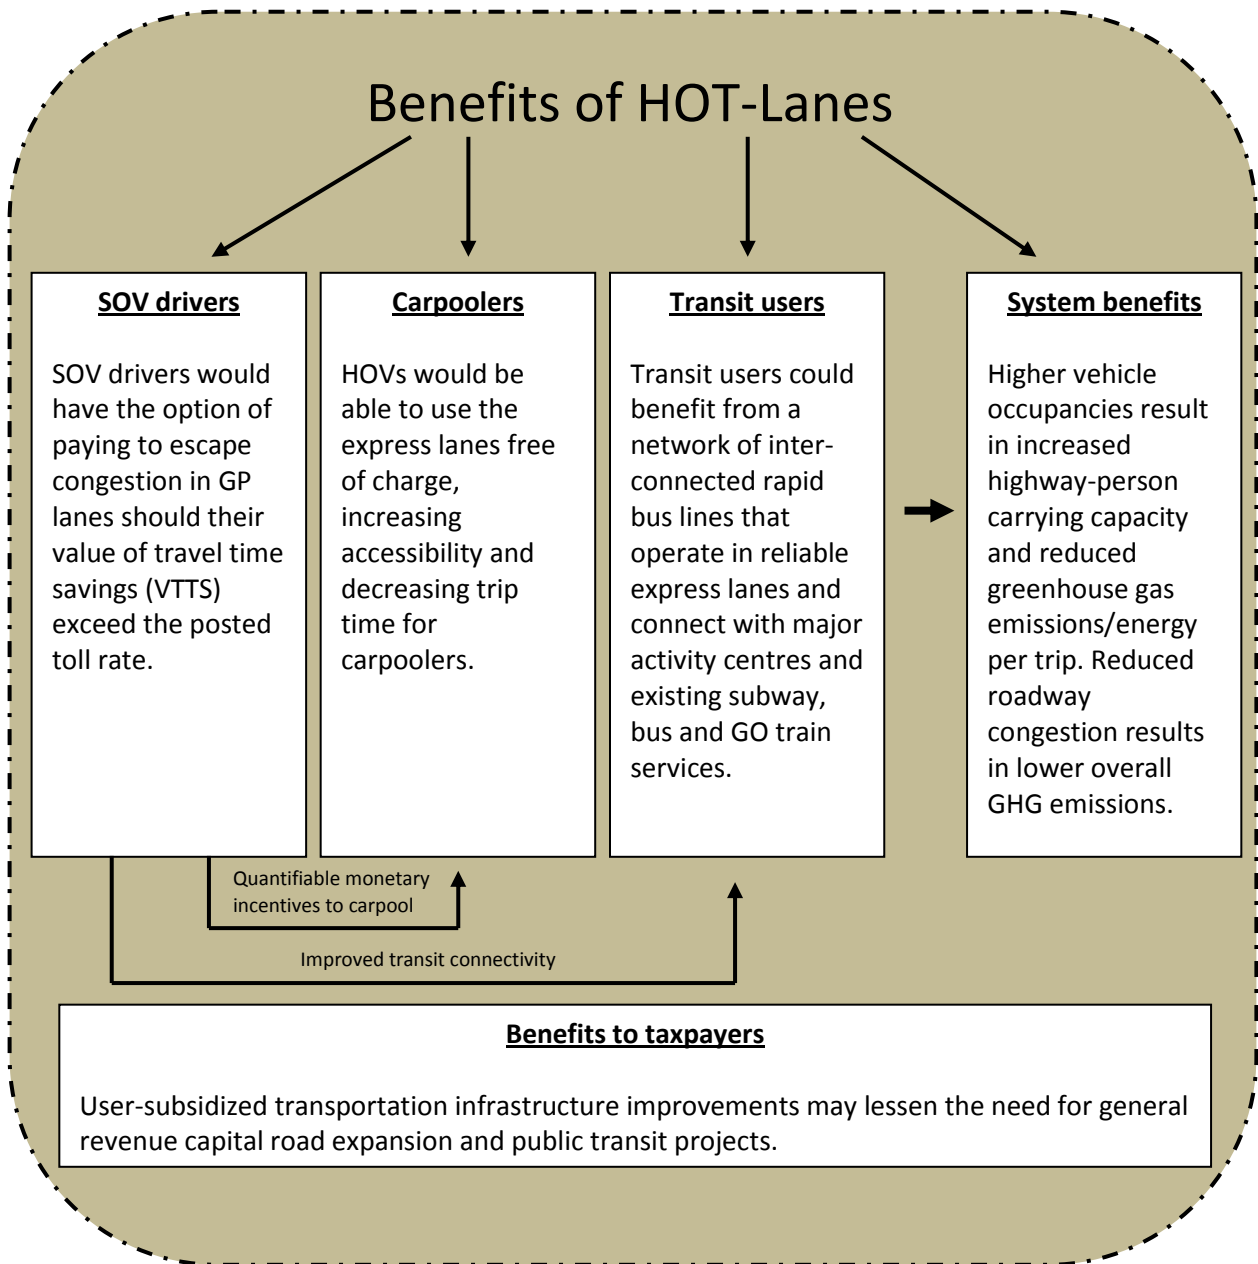 Benefits of HOT-Lanes
SOV drivers
SOV drivers would
have the option of
paying to escape
congestion in GP
lanes should their
value of travel time
savings (VTTS)
exceed the posted
toll rate.
Carpoolers
HOVs would be
able to use the
express lanes free
of charge,
increasing
accessibility and
decreasing trip
time for
carpoolers.
Transit users
Transit users could
benefit from a
network of inter-
connected rapid
bus lines that
operate in reliable
express lanes and
connect with major
activity centres and
existing subway,
bus and GO train
services.
System benefits
Higher vehicle
occupancies result
in increased
highway-person
carrying capacity
and reduced
greenhouse gas
emissions/energy
per trip. Reduced
roadway
congestion results
in lower overall
GHG emissions.
Quantifiable monetary
incentives to carpool
Improved transit connectivity
Benefits to taxpayers
User-subsidized transportation infrastructure improvements may lessen the need for general
revenue capital road expansion and public transit projects.